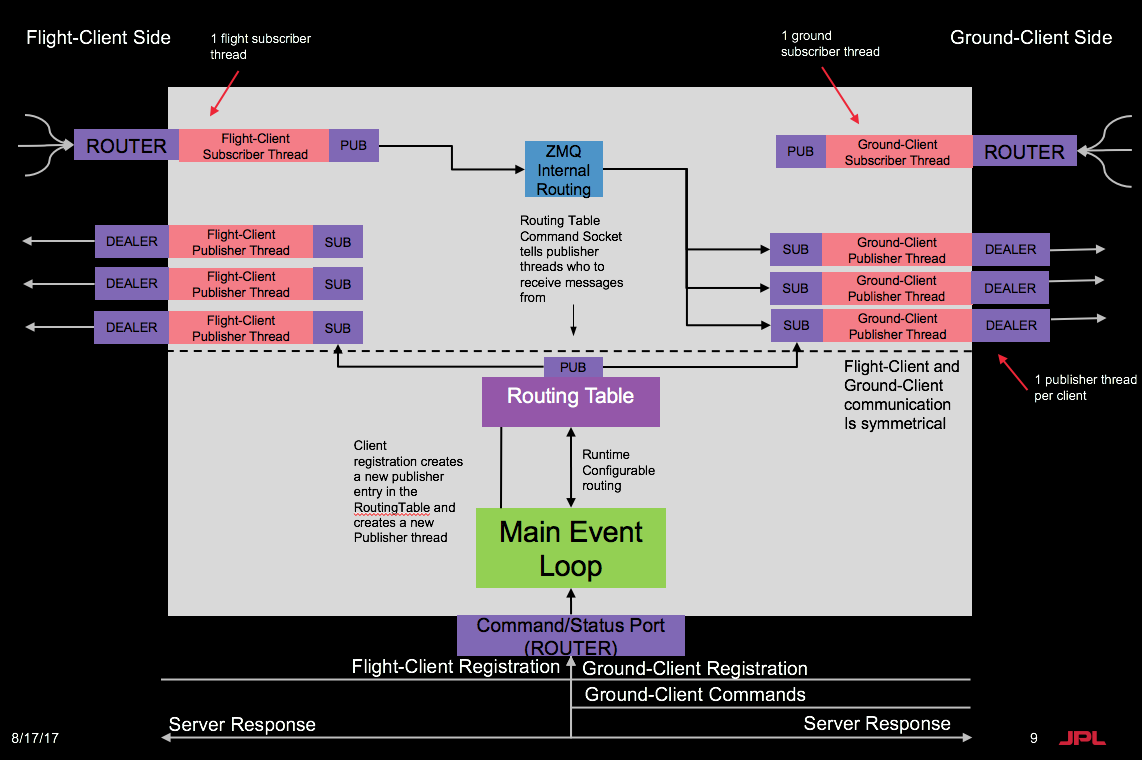 Flight-Client Side
1 flight subscriber
thread
1 ground
subscriber thread
Ground-Client Side
ROUTER
Flight-Client
Subscriber Thread
PUB
ZMQ
Internal
Routing
PUB
Ground-Client
Subscriber Thread
ROUTER
DEALER
Flight-Client
Publisher Thread
SUB
DEALER
Flight-Client
Publisher Thread
SUB
DEALER
Flight-Client
Publisher Thread
SUB
Routing Table
Command Socket
tells publisher
threads who to
receive messages
from
SUB
Ground-Client
Publisher Thread
DEALER
SUB
Ground-Client
Publisher Thread
DEALER
SUB
Ground-Client
Publisher Thread
DEALER
PUB
Routing Table
Flight-Client and
Ground-Client
communication
Is symmetrical
1 publisher thread
per client
Client
registration creates
a new publisher
entry in the
RoutingTable and
creates a new
Publisher thread
Runtime
Configurable
routing
Main Event
Loop
Command/Status Port
(ROUTER)
Flight-Client Registration
Ground-Client Registration
Ground-Client Commands
Server Response
Server Response
8/17/17
9
JPL